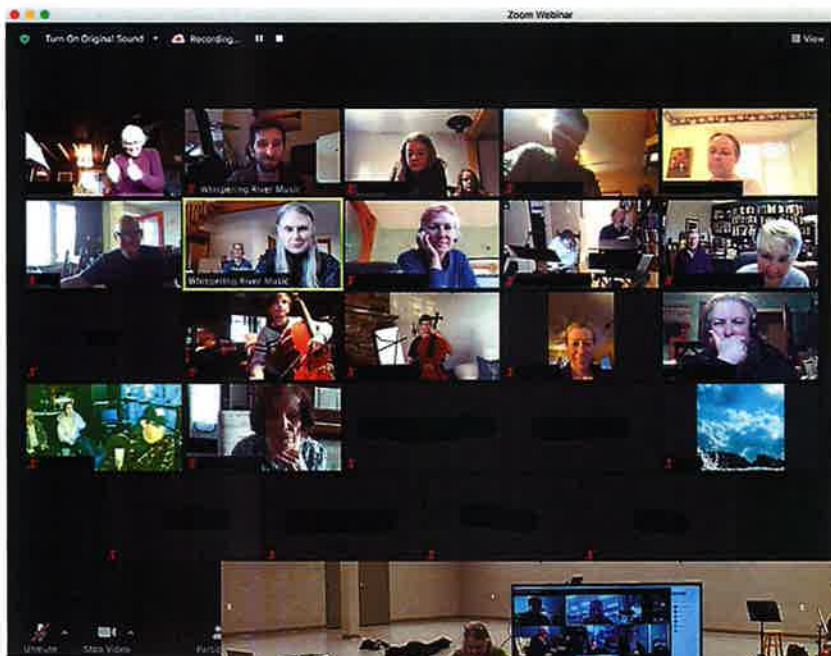 Zoom Webinar
Turn On Original Sound
Recording...
View
Whispering River Music
Whispering River Music
Unmute
Stop Video